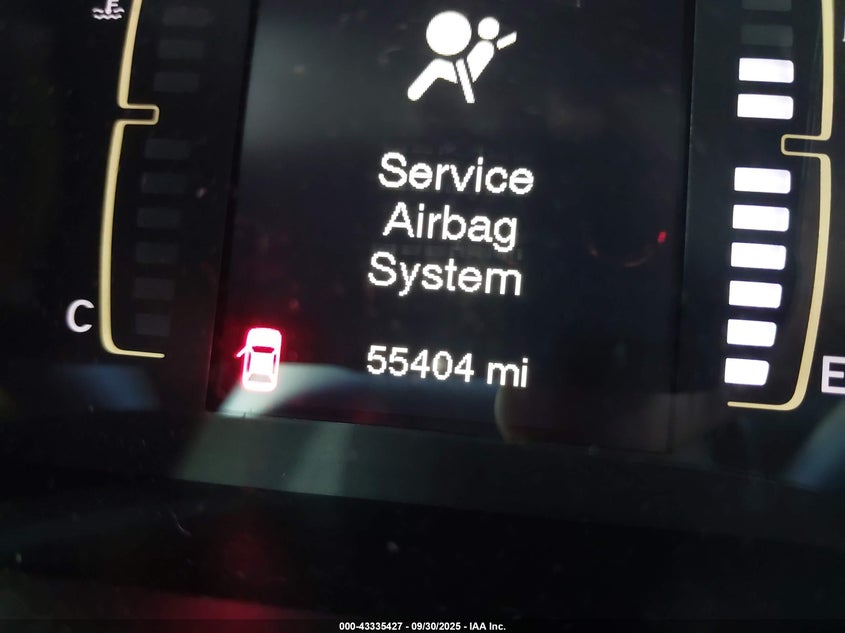 Service
Airbag
System
55404 mi
C
E
000-43335427 - 09/30/2025 - IAA Inc.